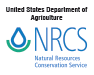 United States Department of
Agriculture
NRCS
Natural Resources
Conservation Service